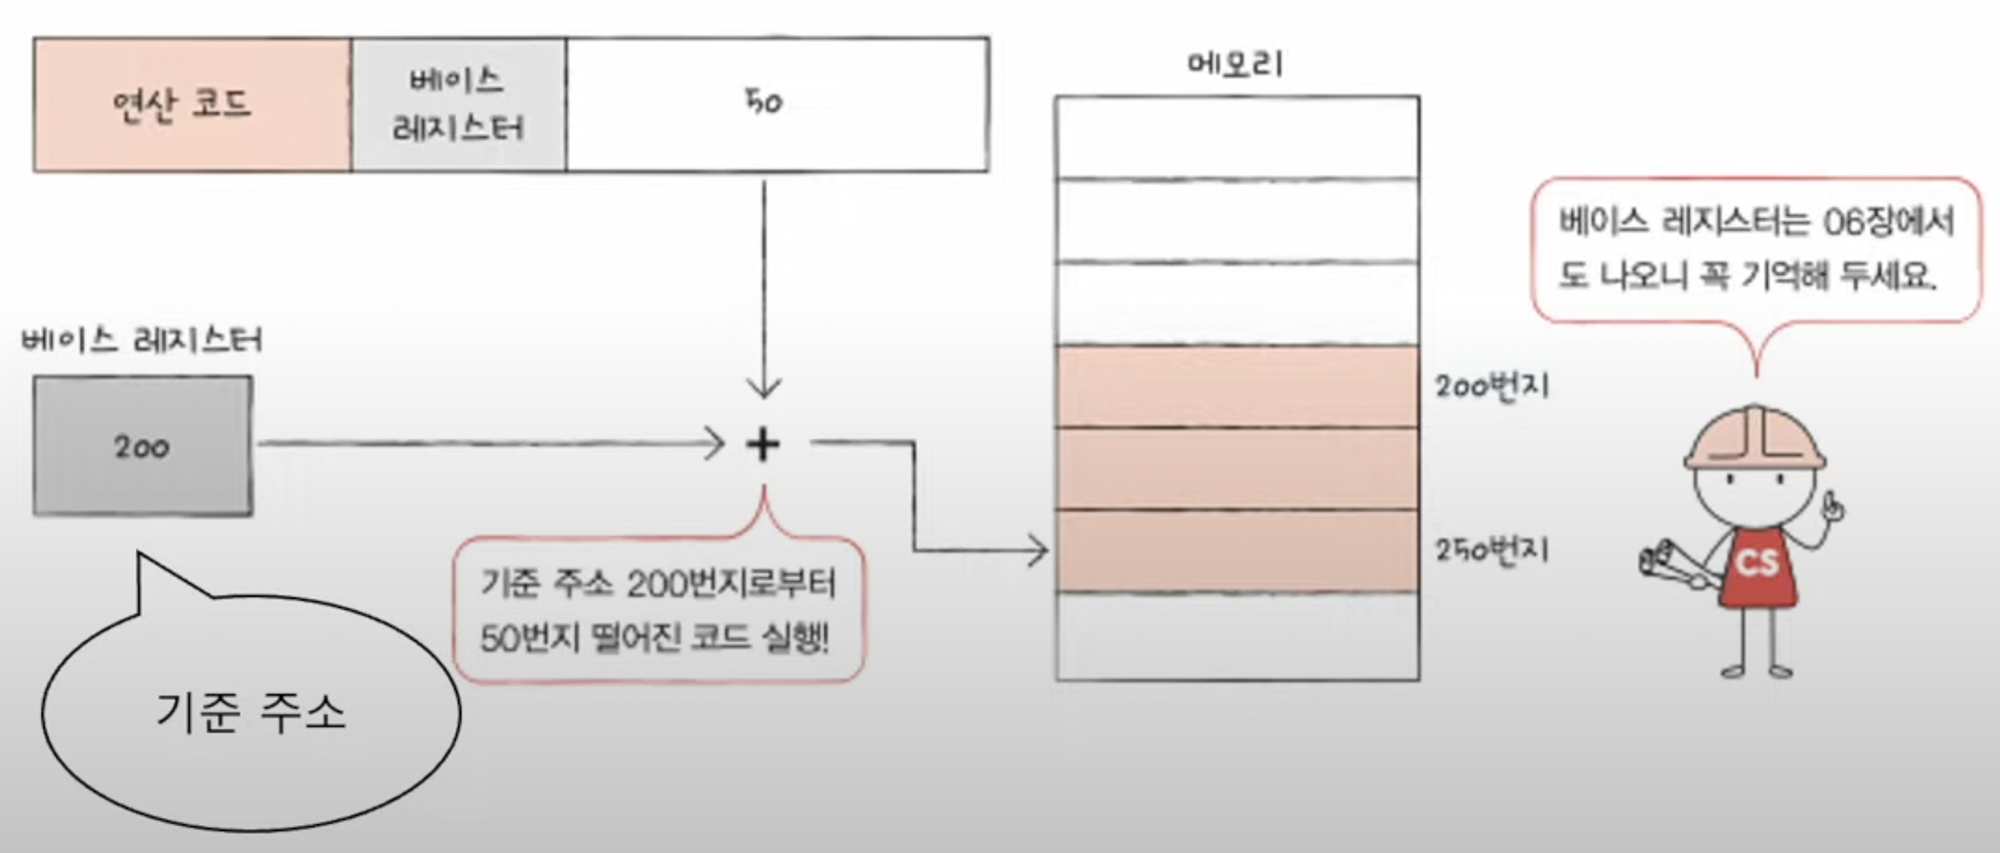 연산 코드
베이스
레지스터
50
메모리
베이스 레지스터는 06장에서
도 나오니 꼭 기억해 두세요.
베이스 레지스터
200
+
200번지
250번지
CS
기준 주소 200번지로부터
50번지 떨어진 코드 실행!
기준 주소